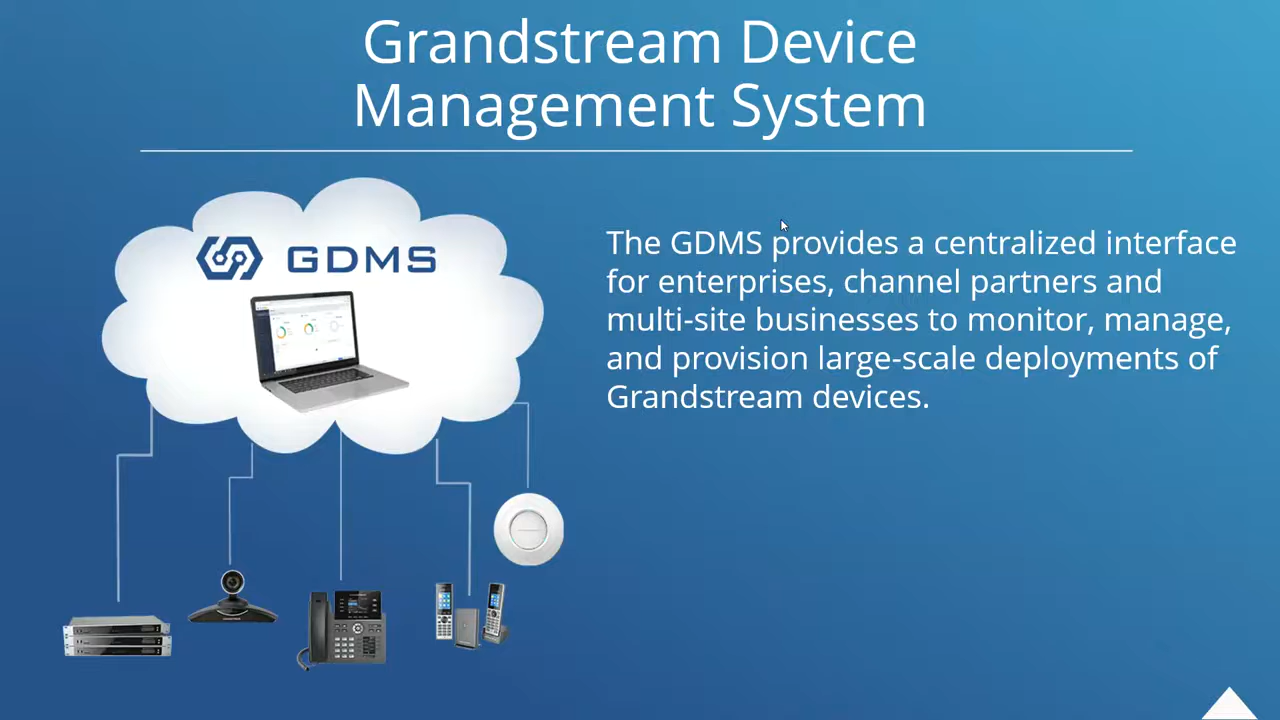 Grandstream Device
Management System
GDMS
The GDMS provides a centralized interface
for enterprises, channel partners and
multi-site businesses to monitor, manage,
and provision large-scale deployments of
Grandstream devices.